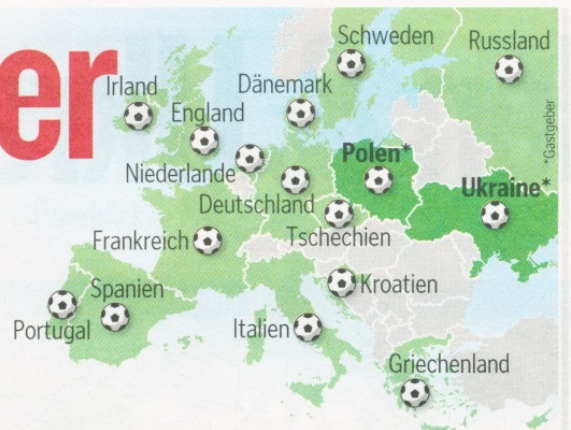 er
Schweden
Russland
Irland
Dänemark
England
*Gastgeber
Polen*
Niederlande
Ukraine*
Deutschland
Tschechien
Frankreich
Kroatien
Spanien
Portugal
Italien
Griechenland